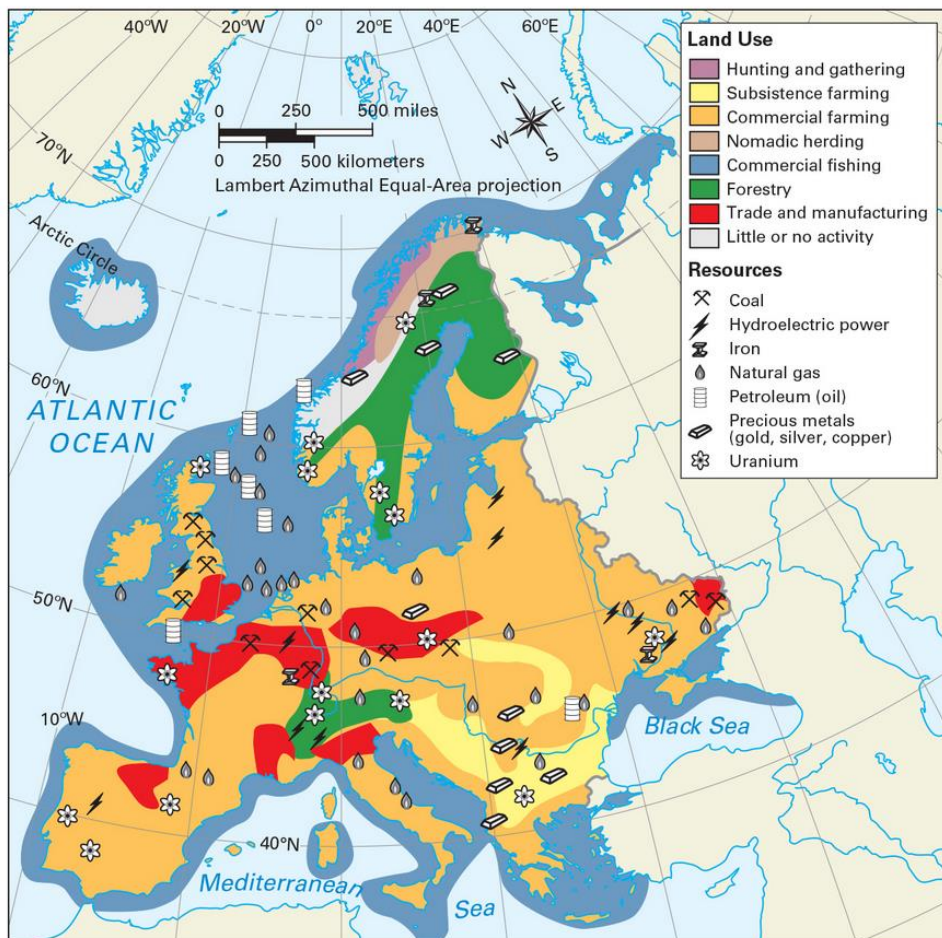 40°W
20°W
0°
20°E
40°E
60°E
Land Use
Hunting and gathering
Subsistence farming
Commercial farming
Nomadic herding
Commercial fishing
Forestry
Trade and manufacturing
Little or no activity
Resources
Coal
Hydroelectric power
Iron
Natural gas
Petroleum (oil)
Precious metals
(gold, silver, copper)
Uranium
0 250 500 miles
0 250 500 kilometers
Lambert Azimuthal Equal-Area projection
N
E
W
S
70°N
Arctic Circle
60°N
ATLANTIC
OCEAN
50°N
10°W
Black Sea
40°N
Mediterranean
Sea